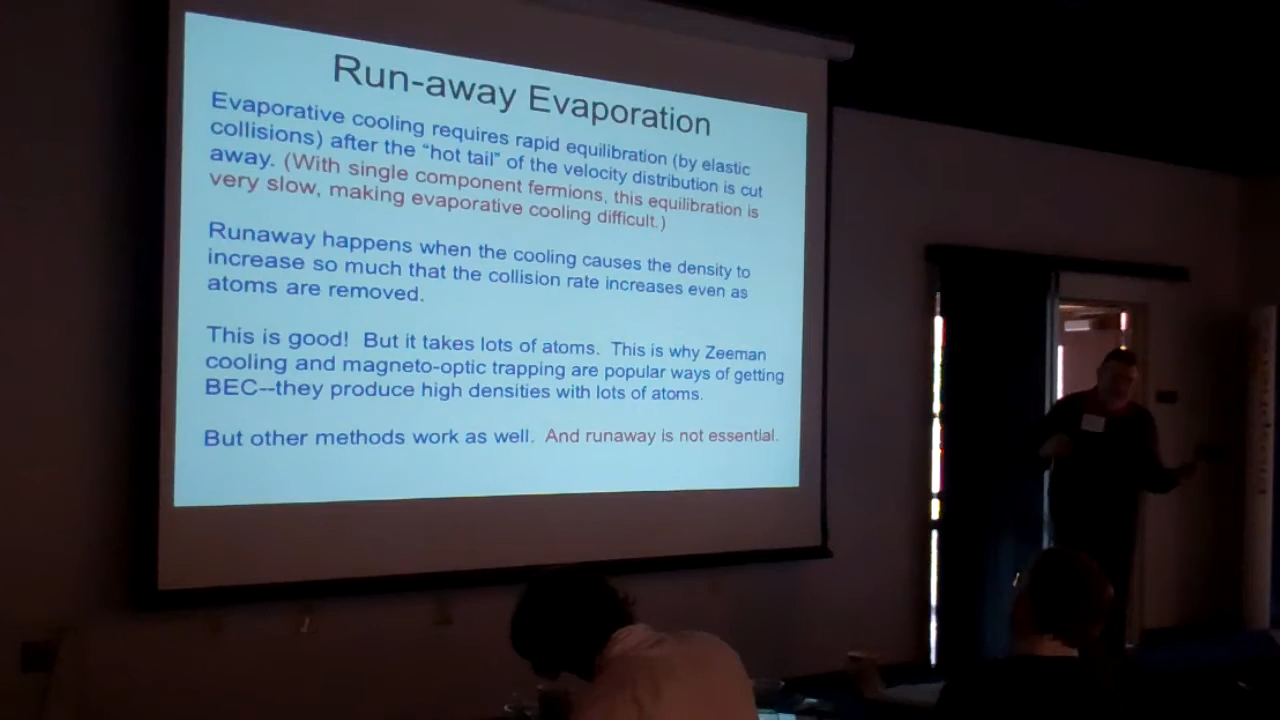 Run-away Evaporation
Evaporative cooling requires rapid equilibration (by elastic
collisions) after the “hot tail” of the velocity distribution is cut
away. (With single component fermions, this equilibration is
very slow, making evaporative cooling difficult.)
Runaway happens when the cooling causes the density to
increase so much that the collision rate increases even as
atoms are removed.
This is good! But it takes lots of atoms. This is why Zeeman
cooling and magneto-optic trapping are popular ways of getting
BEC--they produce high densities with lots of atoms.
But other methods work as well. And runaway is not essential.